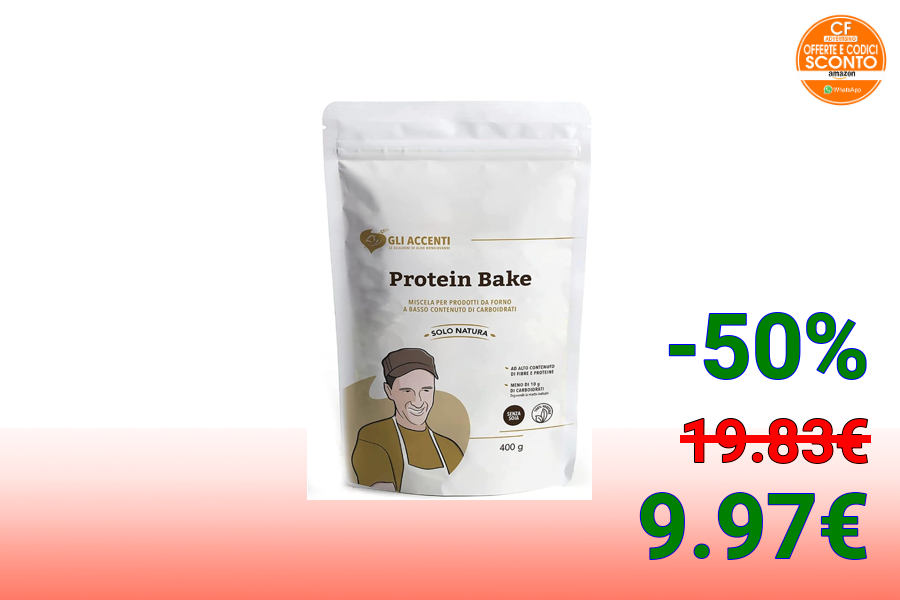 CF
ADVERTISING
OFFERTE E CODICI
SCONTO
amazon
WhatsApp
GLI ACCENTI
Protein Bake
MISCELA PER PRODOTTI DA FORNO
A BASSO CONTENUTO DI CARBOIDRATI
SOLO NATURA
AD ALTO CONTENUTO
DI FIBRE E PROTEINE
MENO DI 10 g
DI CARBOIDRATI
SENZA
SOIA
400 g
-50%
19.83€
9.97€